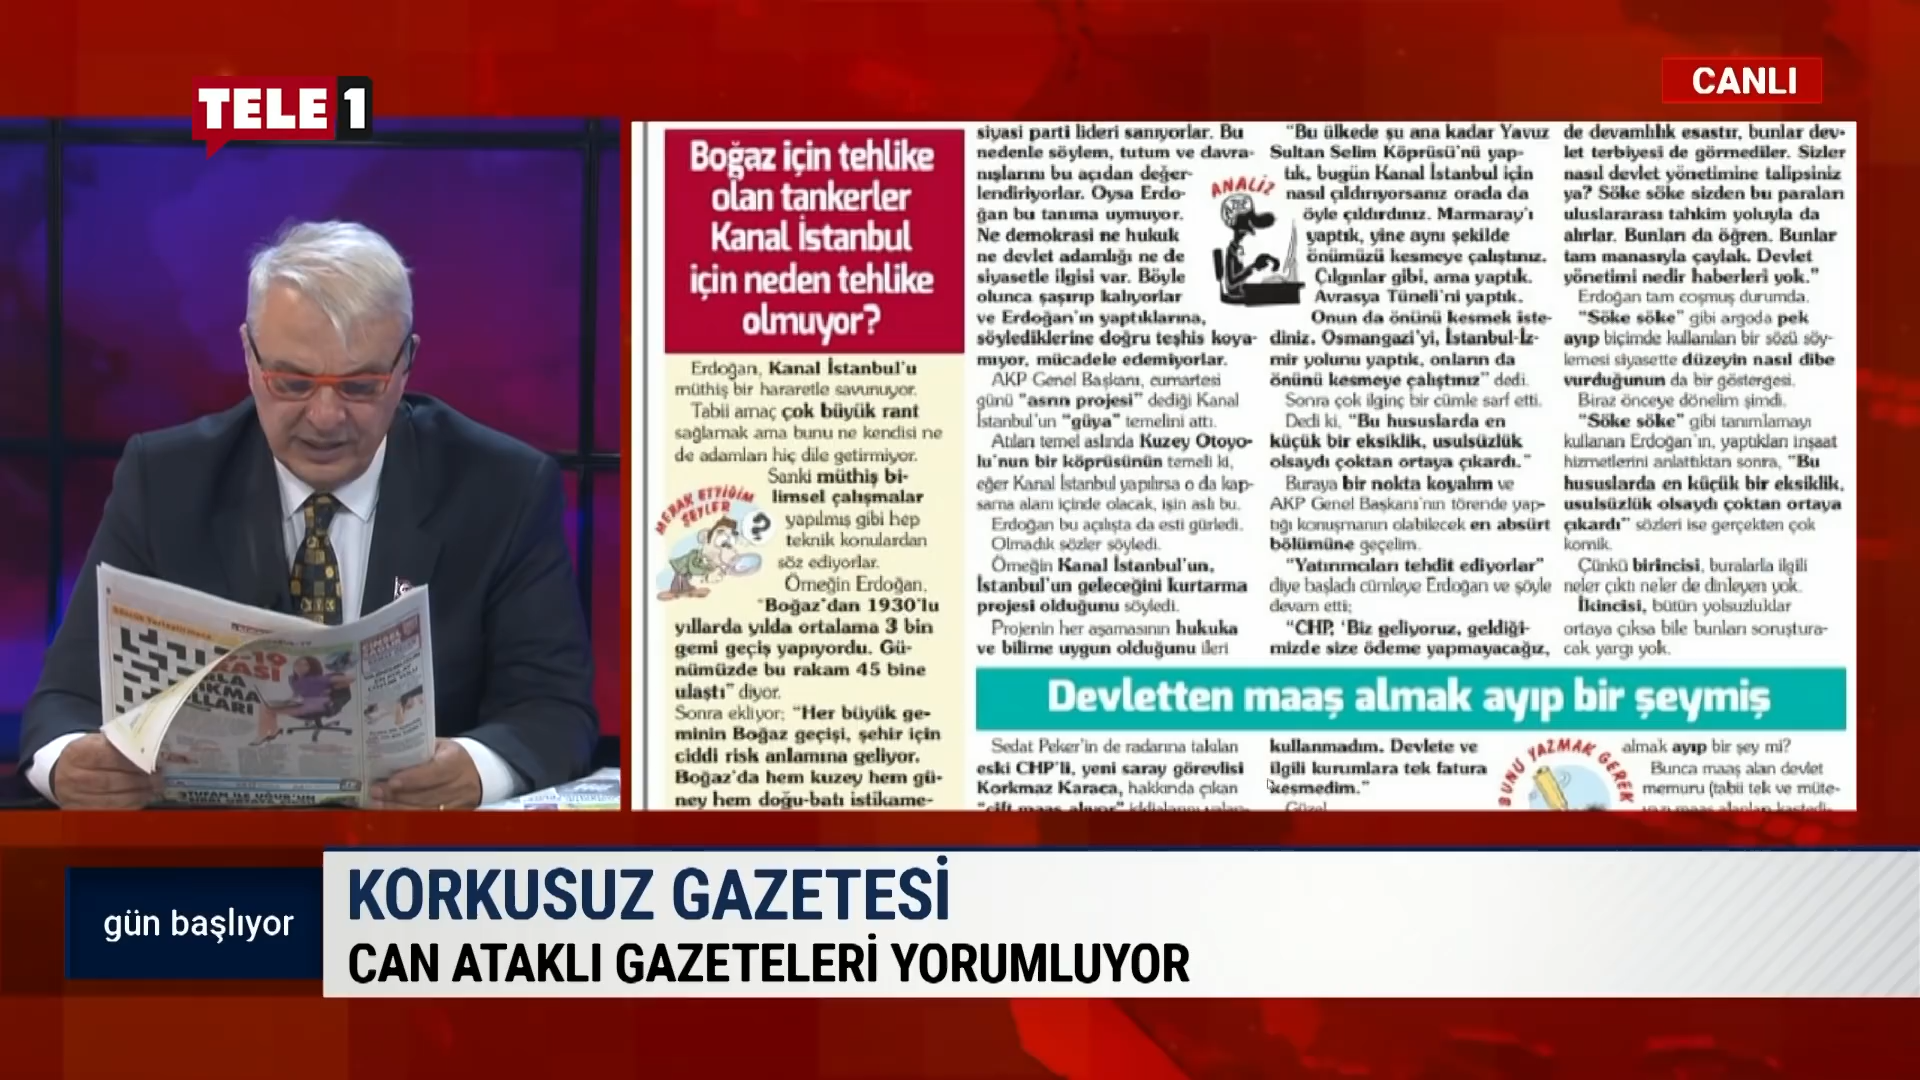 TELE 1
CANLI
Boğaz için tehlike
olan tankerler
Kanal İstanbul
için neden tehlike
olmuyor?
Erdoğan, Kanal İstanbul'u
müthiş bir hararetle savunuyor.
Tabii amaç çok büyük rant
sağlamak ama bunu ne kendisi ne
de adamları hiç dile getirmiyor.
Sanki müthiş bi-
limsel çalışmalar
yapılmış gibi hep
teknik konulardan
söz ediyorlar.
MERAK ETTİĞİM
ŞEYLER
Örneğin Erdoğan,
"Boğaz'dan 1930'lu
yıllarda yılda ortalama 3 bin
gemi geçiş yapıyordu. Gü-
nümüzde bu rakam 45 bine
ulaştı" diyor.
Sonra ekliyor; "Her büyük ge-
minin Boğaz geçişi, şehir için
ciddi risk anlamına geliyor.
Boğaz'da hem kuzey hem gü-
ney hem doğu-batı istikame-
siyasi parti lideri sanıyorlar. Bu
nedenle söylem, tutum ve davra-
nışlarını bu açıdan değer-
lendiriyorlar. Oysa Erdo-
ğan bu tanıma uymuyor.
Ne demokrasi ne hukuk
ne devlet adamlığı ne de
siyasetle ilgisi var. Böyle
olunca şaşırıp kalıyorlar
ve Erdoğan'ın yaptıklarına,
söylediklerine doğru teşhis koya-
mıyor, mücadele edemiyorlar.
AKP Genel Başkanı, cumartesi
günü "asrın projesi" dediği Kanal
İstanbul'un "güya" temelini attı.
Atılan temel aslında Kuzey Otoyo-
lu'nun bir köprüsünün temeli ki,
eğer Kanal İstanbul yapılırsa o da kap-
sama alanı içinde olacak, işin aslı bu.
Erdoğan bu açılışta da esti gürledi.
Olmadık sözler söyledi.
Örneğin Kanal İstanbul'un,
İstanbul'un geleceğini kurtarma
projesi olduğunu söyledi.
Projenin her aşamasının hukuka
ve bilime uygun olduğunu ileri
ANALİZ
"Bu ülkede şu ana kadar Yavuz
Sultan Selim Köprüsü'nü yap-
tık, bugün Kanal İstanbul için
nasıl çıldırıyorsanız orada da
öyle çıldırdınız. Marmaray'ı
yaptık, yine aynı şekilde
önümüzü kesmeye çalıştınız.
Çılgınlar gibi, ama yaptık.
Avrasya Tüneli'ni yaptık.
Onun da önünü kesmek iste-
diniz. Osmangazi'yi, İstanbul-İz-
mir yolunu yaptık, onların da
önünü kesmeye çalıştınız" dedi.
Sonra çok ilginç bir cümle sarf etti.
Dedi ki, "Bu hususlarda en
küçük bir eksiklik, usulsüzlük
olsaydı çoktan ortaya çıkardı."
Buraya bir nokta koyalım ve
AKP Genel Başkanı'nın törende yap-
tığı konuşmanın olabilecek en absürt
bölümüne geçelim.
"Yatırımcıları tehdit ediyorlar"
diye başladı cümleye Erdoğan ve şöyle
devam etti;
"CHP, 'Biz geliyoruz, geldiği-
mizde size ödeme yapmayacağız,
de devamlılık esastır, bunlar dev-
let terbiyesi de görmediler. Sizler
nasıl devlet yönetimine talipsiniz
ya? Söke söke sizden bu paraları
uluslararası tahkim yoluyla da
alırlar. Bunları da öğren. Bunlar
tam manasıyla çaylak. Devlet
yönetimi nedir haberleri yok."
Erdoğan tam coşmuş durumda.
"Söke söke" gibi argoda pek
ayıp biçimde kullanılan bir sözü söy-
lemesi siyasette düzeyin nasıl dibe
vurduğunun da bir göstergesi.
Biraz önceye dönelim şimdi.
"Söke söke" gibi tanımlamayı
kullanan Erdoğan'ın, yaptıkları inşaat
hizmetlerini anlattıktan sonra, "Bu
hususlarda en küçük bir eksiklik,
usulsüzlük olsaydı çoktan ortaya
çıkardı" sözleri ise gerçekten çok
komik.
Çünkü birincisi, buralarla ilgili
neler çıktı neler de dinleyen yok.
İkincisi, bütün yolsuzluklar
ortaya çıksa bile bunları soruştura-
cak yargı yok.
Devletten maaş almak ayıp bir şeymiş
Sedat Peker'in de radarına takılan
eski CHP'li, yeni saray görevlisi
Korkmaz Karaca, hakkında çıkan
"çift maaş alıyor" iddialarını yalan-
kullanmadım. Devlete ve
ilgili kurumlara tek fatura
kesmedim."
Güzel
BUNU YAZMAK GEREK
almak ayıp bir şey mi?
Bunca maaş alan devlet
memuru (tabii tek ve müte-
gün başlıyor
KORKUSUZ GAZETESİ
CAN ATAKLI GAZETELERİ YORUMLUYOR